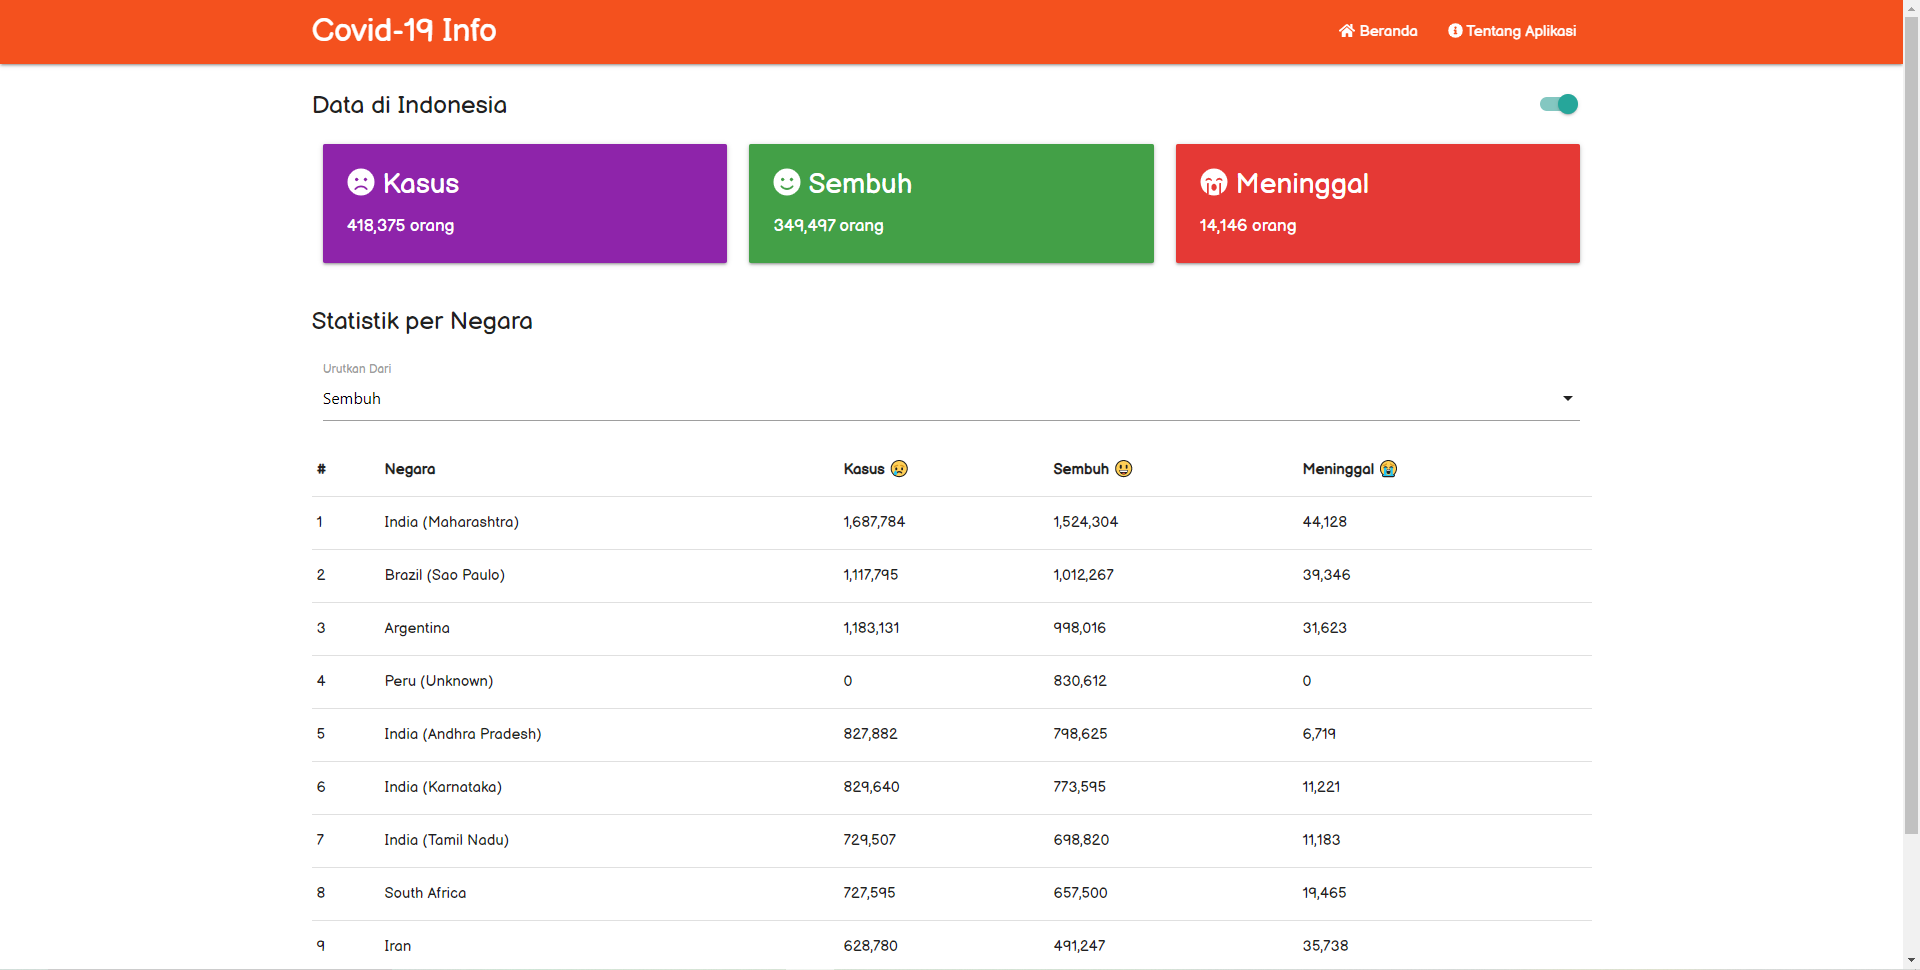 Covid-19 Info
Beranda
Tentang Aplikasi
Data di Indonesia
Kasus
418,375 orang
Sembuh
349,497 orang
Meninggal
14,146 orang
Statistik per Negara
Urutkan Dari
Sembuh
# Negara Kasus 😥 Sembuh 😀 Meninggal 😭
1 India (Maharashtra) 1,687,784 1,524,304 44,128
2 Brazil (Sao Paulo) 1,117,795 1,012,267 39,346
3 Argentina 1,183,131 998,016 31,623
4 Peru (Unknown) 0 830,612 0
5 India (Andhra Pradesh) 827,882 798,625 6,719
6 India (Karnataka) 829,640 773,595 11,221
7 India (Tamil Nadu) 729,507 698,820 11,183
8 South Africa 727,595 657,500 19,465
9 Iran 628,780 491,247 35,738